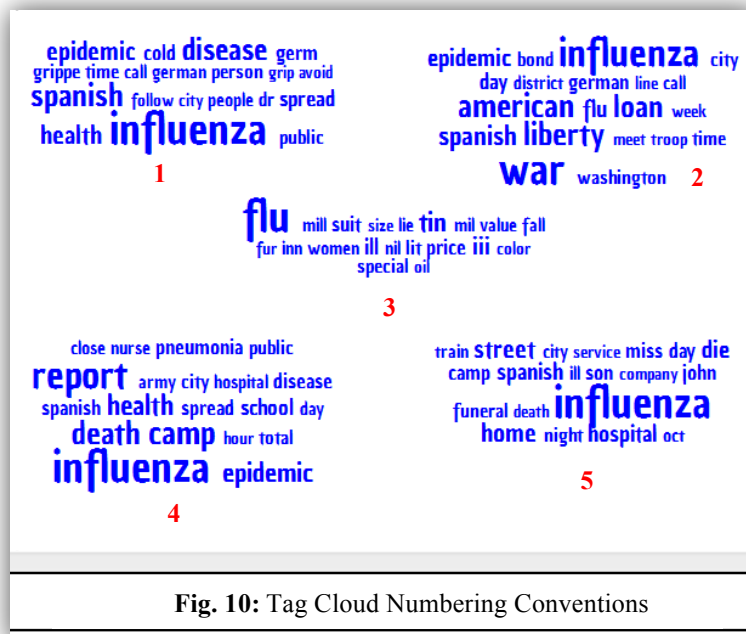 epidemic cold disease germ
grippe time call german person grip avoid
spanish follow city people dr spread
health influenza public
1
epidemic bond influenza city
day district german line call
american flu loan week
spanish liberty meet troop time
war washington 2
flu mill suit size lie tin mil value fall
fur inn women ill nil lit price iii color
special oil
3
close nurse pneumonia public
report army city hospital disease
spanish health spread school day
death camp hour total
influenza epidemic
4
train street city service miss day die
camp spanish ill son company john
funeral death influenza
home night hospital oct
5
Fig. 10: Tag Cloud Numbering Conventions